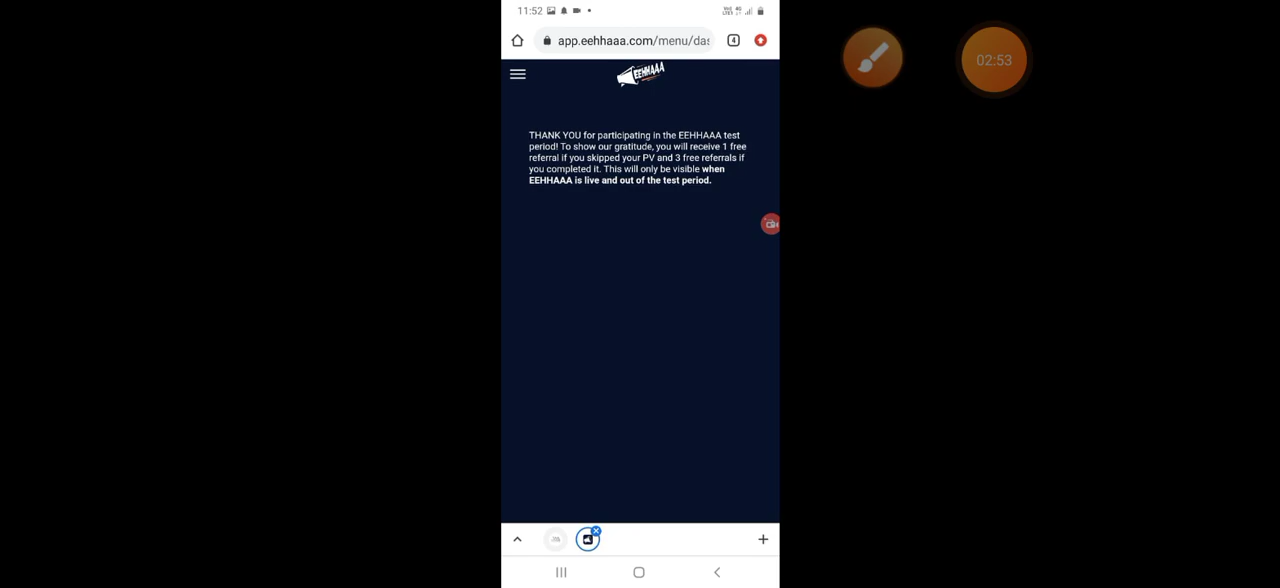 11:52
app.eehhaaa.com/menu/das
4
EEHHAAA
THANK YOU for participating in the EEHHAAA test
period! To show our gratitude, you will receive 1 free
referral if you skipped your PV and 3 free referrals if
you completed it. This will only be visible when
EEHHAAA is live and out of the test period.
02:53